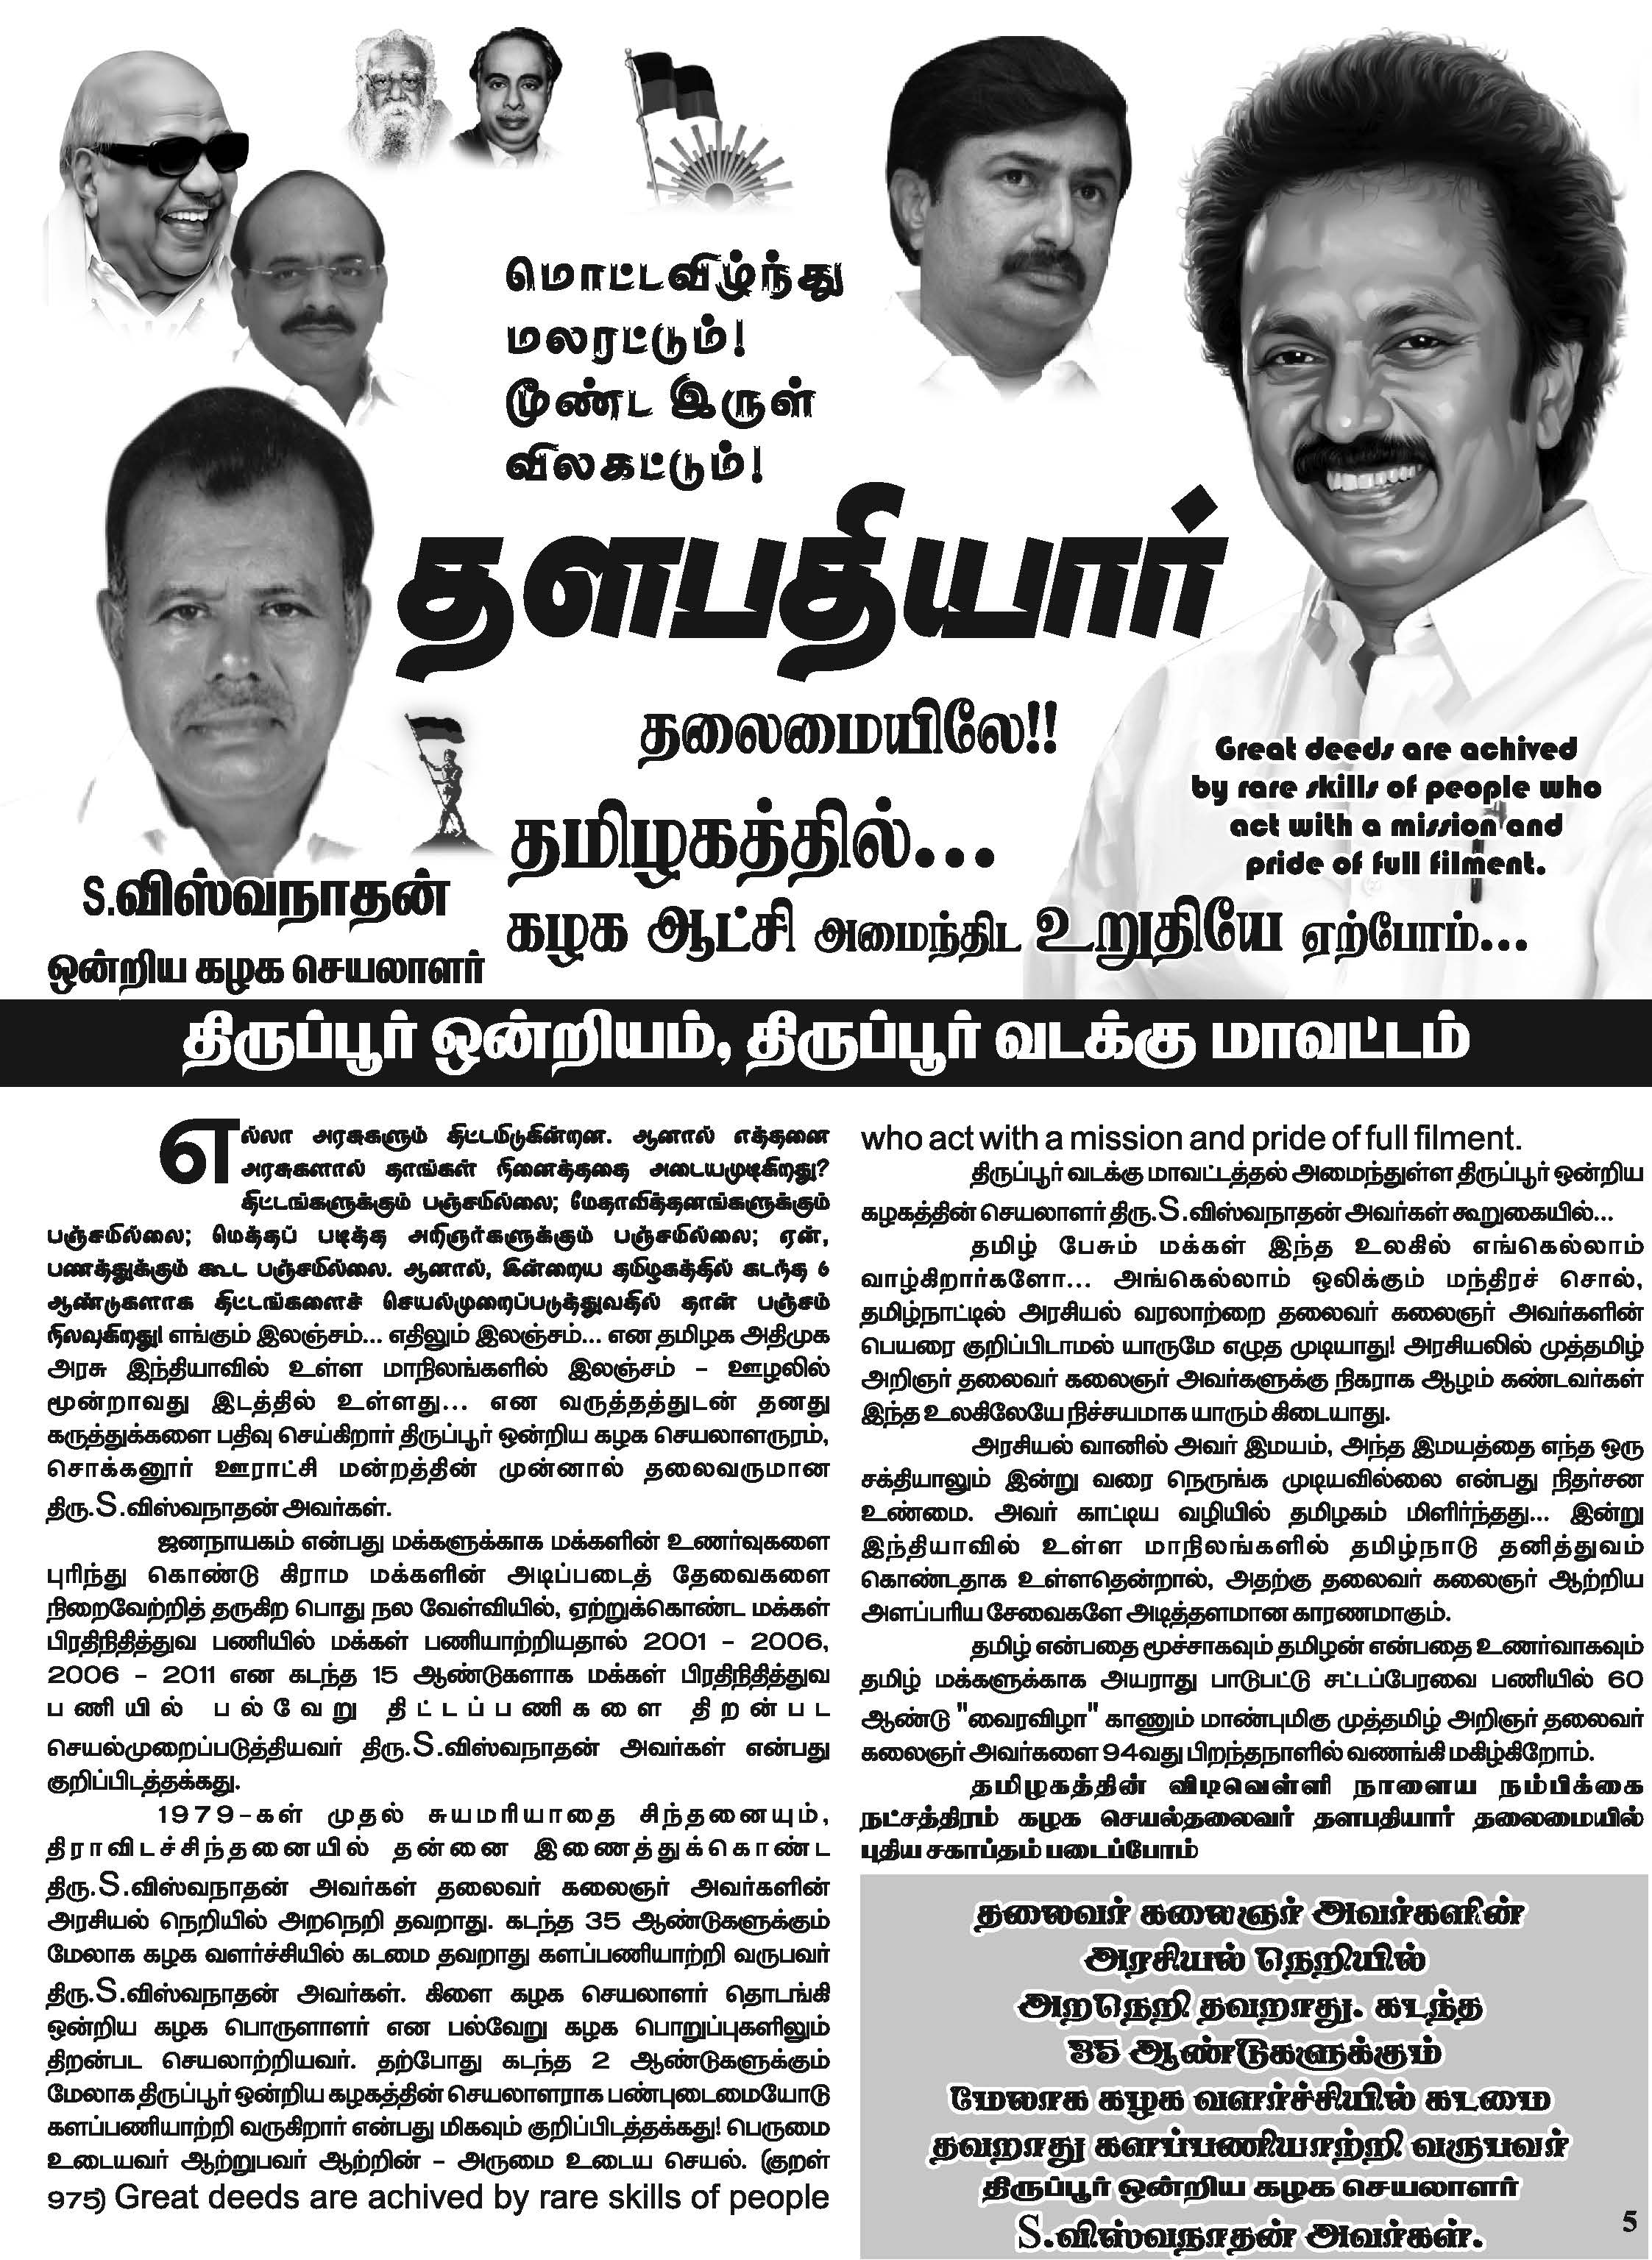 மொட்டவிழ்ந்து
மலரட்டும்!
மூண்ட இருள்
விலகட்டும்!
தளபதியார்
தலைமையிலே!!
Great deeds are achived
by rare skills of people who
act with a mission and
pride of full filment.
தமிழகத்தில்...
கழக ஆட்சி அமைந்திட உறுதியே ஏற்போம்...
S.விஸ்வநாதன்
ஒன்றிய கழக செயலாளர்
திருப்பூர் ஒன்றியம், திருப்பூர் வடக்கு மாவட்டம்
எல்லா அரசுகளும் திட்டமிடுகின்றன. ஆனால் எத்தனை
அரசுகளால் தாங்கள் நினைத்ததை அடையமுடிகிறது?
திட்டங்களுக்கும் பஞ்சமில்லை; மேதாவித்தனங்களுக்கும்
பஞ்சமில்லை; மெத்தப் படித்த அறிஞர்களுக்கும் பஞ்சமில்லை; ஏன்,
பணத்துக்கும் கூட பஞ்சமில்லை. ஆனால், இன்றைய தமிழகத்தில் கடந்த 6
ஆண்டுகளாக திட்டங்களைச் செயல்முறைப்படுத்துவதில் தான் பஞ்சம்
நிலவுகிறது! எங்கும் இலஞ்சம்... எதிலும் இலஞ்சம்... என தமிழக அதிமுக
அரசு இந்தியாவில் உள்ள மாநிலங்களில் இலஞ்சம் - ஊழலில்
மூன்றாவது இடத்தில் உள்ளது... என வருத்தத்துடன் தனது
கருத்துக்களை பதிவு செய்கிறார் திருப்பூர் ஒன்றிய கழக செயலாளருரம்,
சொக்கனூர் ஊராட்சி மன்றத்தின் முன்னால் தலைவருமான
திரு.S.விஸ்வநாதன் அவர்கள்.
ஜனநாயகம் என்பது மக்களுக்காக மக்களின் உணர்வுகளை
புரிந்து கொண்டு கிராம மக்களின் அடிப்படைத் தேவைகளை
நிறைவேற்றித் தருகிற பொது நல வேள்வியில், ஏற்றுக்கொண்ட மக்கள்
பிரதிநிதித்துவ பணியில் மக்கள் பணியாற்றியதால் 2001 - 2006,
2006 - 2011 என கடந்த 15 ஆண்டுகளாக மக்கள் பிரதிநிதித்துவ
பணியில் பல்வேறு திட்டப்பணிகளை திறன்பட
செயல்முறைப்படுத்தியவர் திரு.S.விஸ்வநாதன் அவர்கள் என்பது
குறிப்பிடத்தக்கது.
1979-கள் முதல் சுயமரியாதை சிந்தனையும்,
திராவிடச்சிந்தனையில் தன்னை இணைத்துக்கொண்ட
திரு.S.விஸ்வநாதன் அவர்கள் தலைவர் கலைஞர் அவர்களின்
அரசியல் நெறியில் அறநெறி தவறாது. கடந்த 35 ஆண்டுகளுக்கும்
மேலாக கழக வளர்ச்சியில் கடமை தவறாது களப்பணியாற்றி வருபவர்
திரு.S.விஸ்வநாதன் அவர்கள். கிளை கழக செயலாளர் தொடங்கி
ஒன்றிய கழக பொருளாளர் என பல்வேறு கழக பொறுப்புகளிலும்
திறன்பட செயலாற்றியவர். தற்போது கடந்த 2 ஆண்டுகளுக்கும்
மேலாக திருப்பூர் ஒன்றிய கழகத்தின் செயலாளராக பண்புடைமையோடு
களப்பணியாற்றி வருகிறார் என்பது மிகவும் குறிப்பிடத்தக்கது! பெருமை
உடையவர் ஆற்றுபவர் ஆற்றின் - அருமை உடைய செயல். (குறள்
975) Great deeds are achived by rare skills of people
who act with a mission and pride of full filment.
திருப்பூர் வடக்கு மாவட்டத்தல் அமைந்துள்ள திருப்பூர் ஒன்றிய
கழகத்தின் செயலாளர் திரு.S.விஸ்வநாதன் அவர்கள் கூறுகையில்...
தமிழ் பேசும் மக்கள் இந்த உலகில் எங்கெல்லாம்
வாழ்கிறார்களோ... அங்கெல்லாம் ஒலிக்கும் மந்திரச் சொல்,
தமிழ்நாட்டில் அரசியல் வரலாற்றை தலைவர் கலைஞர் அவர்களின்
பெயரை குறிப்பிடாமல் யாருமே எழுத முடியாது! அரசியலில் முத்தமிழ்
அறிஞர் தலைவர் கலைஞர் அவர்களுக்கு நிகராக ஆழம் கண்டவர்கள்
இந்த உலகிலேயே நிச்சயமாக யாரும் கிடையாது.
அரசியல் வானில் அவர் இமயம், அந்த இமயத்தை எந்த ஒரு
சக்தியாலும் இன்று வரை நெருங்க முடியவில்லை என்பது நிதர்சன
உண்மை. அவர் காட்டிய வழியில் தமிழகம் மிளிர்ந்தது... இன்று
இந்தியாவில் உள்ள மாநிலங்களில் தமிழ்நாடு தனித்துவம்
கொண்டதாக உள்ளதென்றால், அதற்கு தலைவர் கலைஞர் ஆற்றிய
அளப்பரிய சேவைகளே அடித்தளமான காரணமாகும்.
தமிழ் என்பதை மூச்சாகவும் தமிழன் என்பதை உணர்வாகவும்
தமிழ் மக்களுக்காக அயராது பாடுபட்டு சட்டப்பேரவை பணியில் 60
ஆண்டு "வைரவிழா" காணும் மாண்புமிகு முத்தமிழ் அறிஞர் தலைவர்
கலைஞர் அவர்களை 94வது பிறந்தநாளில் வணங்கி மகிழ்கிறோம்.
தமிழகத்தின் விடிவெள்ளி நாளைய நம்பிக்கை
நட்சத்திரம் கழக செயல்தலைவர் தளபதியார் தலைமையில்
புதிய சகாப்தம் படைப்போம்
தலைவர் கலைஞர் அவர்களின்
அரசியல் நெறியில்
அறநெறி தவறாது. கடந்த
35 ஆண்டுகளுக்கும்
மேலாக கழக வளர்ச்சியில் கடமை
தவறாது களப்பணியாற்றி வருபவர்
திருப்பூர் ஒன்றிய கழக செயலாளர்
S.விஸ்வநாதன் அவர்கள்.
5